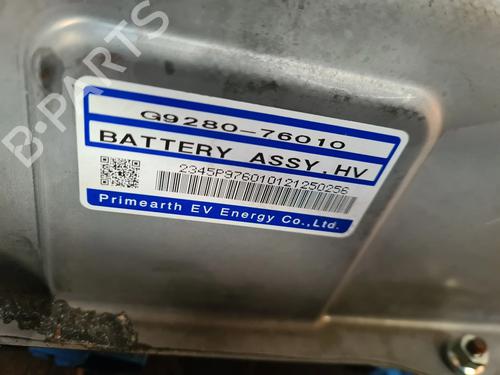 G9280-76010
BATTERY ASSY,HV
2345P976010121250256
Primearth EV Energy Co.,Ltd.
B-PARTS